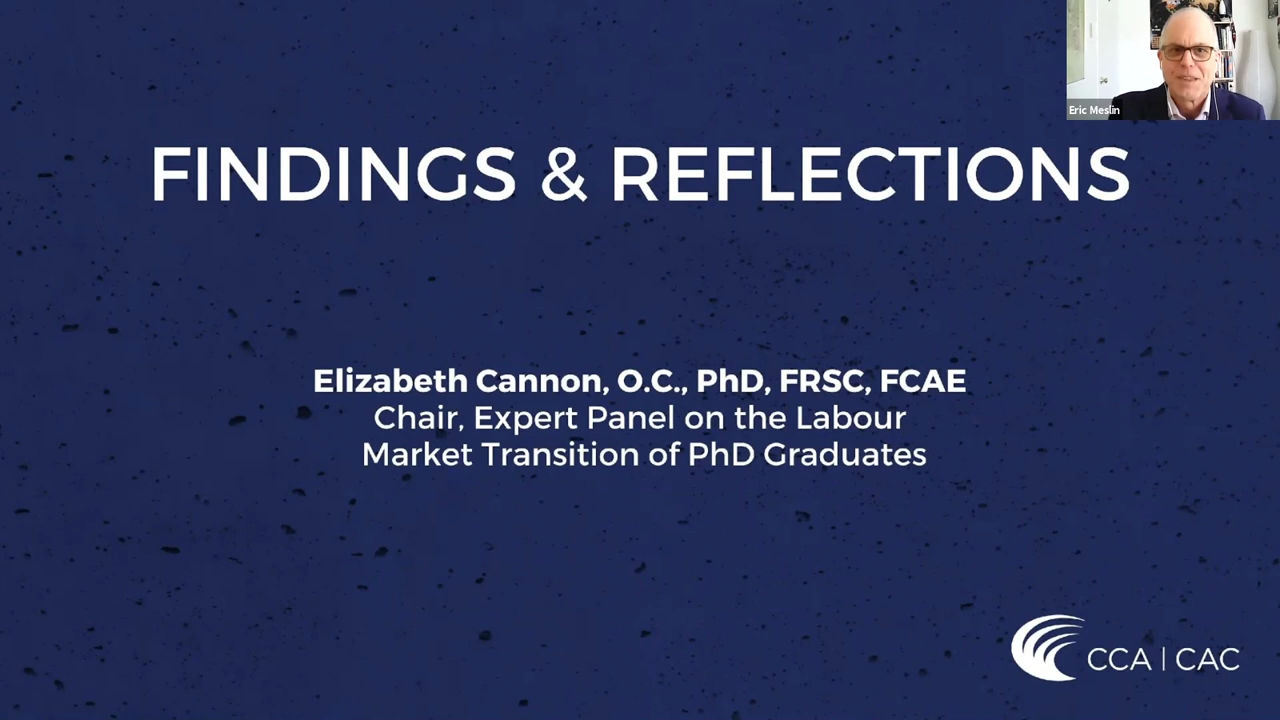 Eric Meslin
FINDINGS & REFLECTIONS
Elizabeth Cannon, O.C., PhD, FRSC, FCAE
Chair, Expert Panel on the Labour
Market Transition of PhD Graduates
CCA | CAC